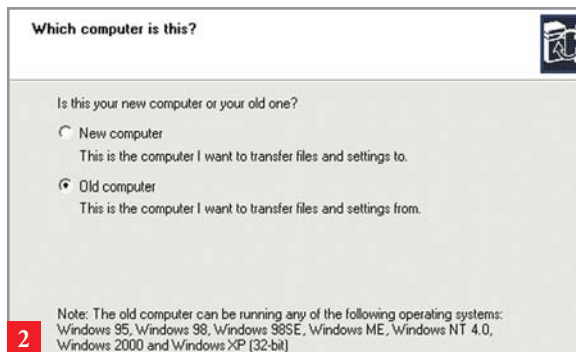 Which computer is this?
Is this your new computer or your old one?
New computer
This is the computer I want to transfer files and settings to.
Old computer
This is the computer I want to transfer files and settings from.
Note: The old computer can be running any of the following operating systems:
Windows 95, Windows 98, Windows 98SE, Windows ME, Windows NT 4.0,
Windows 2000 and Windows XP (32-bit)
2